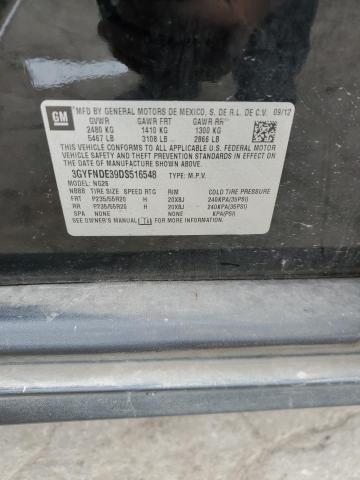 GM
MFD BY GENERAL MOTORS DE MEXICO, S. DE R.L. DE C.V. 09/12
GVWR GAWR FRT GAWR RR
2480 KG 1410 KG 1300 KG
5467 LB 3108 LB 2866 LB
THIS VEHICLE CONFORMS TO ALL APPLICABLE U.S. FEDERAL MOTOR VEHICLE SAFETY, BUMPER, AND THEFT PREVENTION STANDARDS IN EFFECT ON THE DATE OF MANUFACTURE SHOWN ABOVE.
3GYFNDE39DS516548 TYPE: M.P.V.
MODEL: NG26
TIRE SIZE SPEED RTG RIM COLD TIRE PRESSURE
FRT P235/55R20 H 20X8J 240KPA(35PSI)
RR P235/55R20 H 20X8J 240KPA(35PSI)
SPA NONE KPA(PSI)
SEE OWNER'S MANUAL FOR MORE INFORMATION.